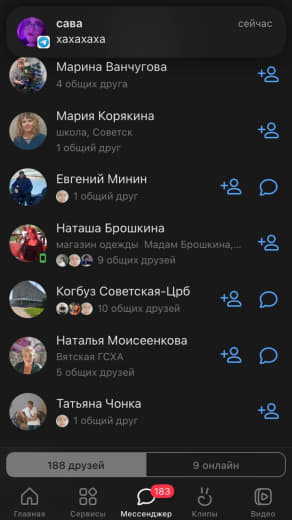 сава
сейчас
хахахаха
Марина Ванчугова
4 общих друга
Мария Корякина
школа, Советск
1 общий друг
Евгений Минин
1 общий друг
Наташа Брошкина
магазин одежды Мадам Брошкина,...
9 общих друзей
Когбуз Советская-Црб
10 общих друзей
Наталья Моисеенкова
Вятская ГСХА
5 общих друзей
Татьяна Чонка
1 общий друг
188 друзей
9 онлайн
183
Главная
Сервисы
Мессенджер
Клипы
Видео